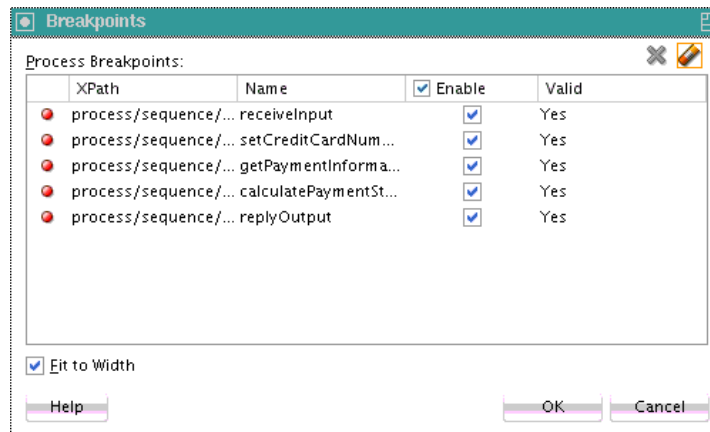 Breakpoints
Process Breakpoints:
XPath Name Enable Valid
process/sequence/... receiveInput Yes
process/sequence/... setCreditCardNum... Yes
process/sequence/... getPaymentInforma... Yes
process/sequence/... calculatePaymentSt... Yes
process/sequence/... replyOutput Yes
Fit to Width
Help OK Cancel